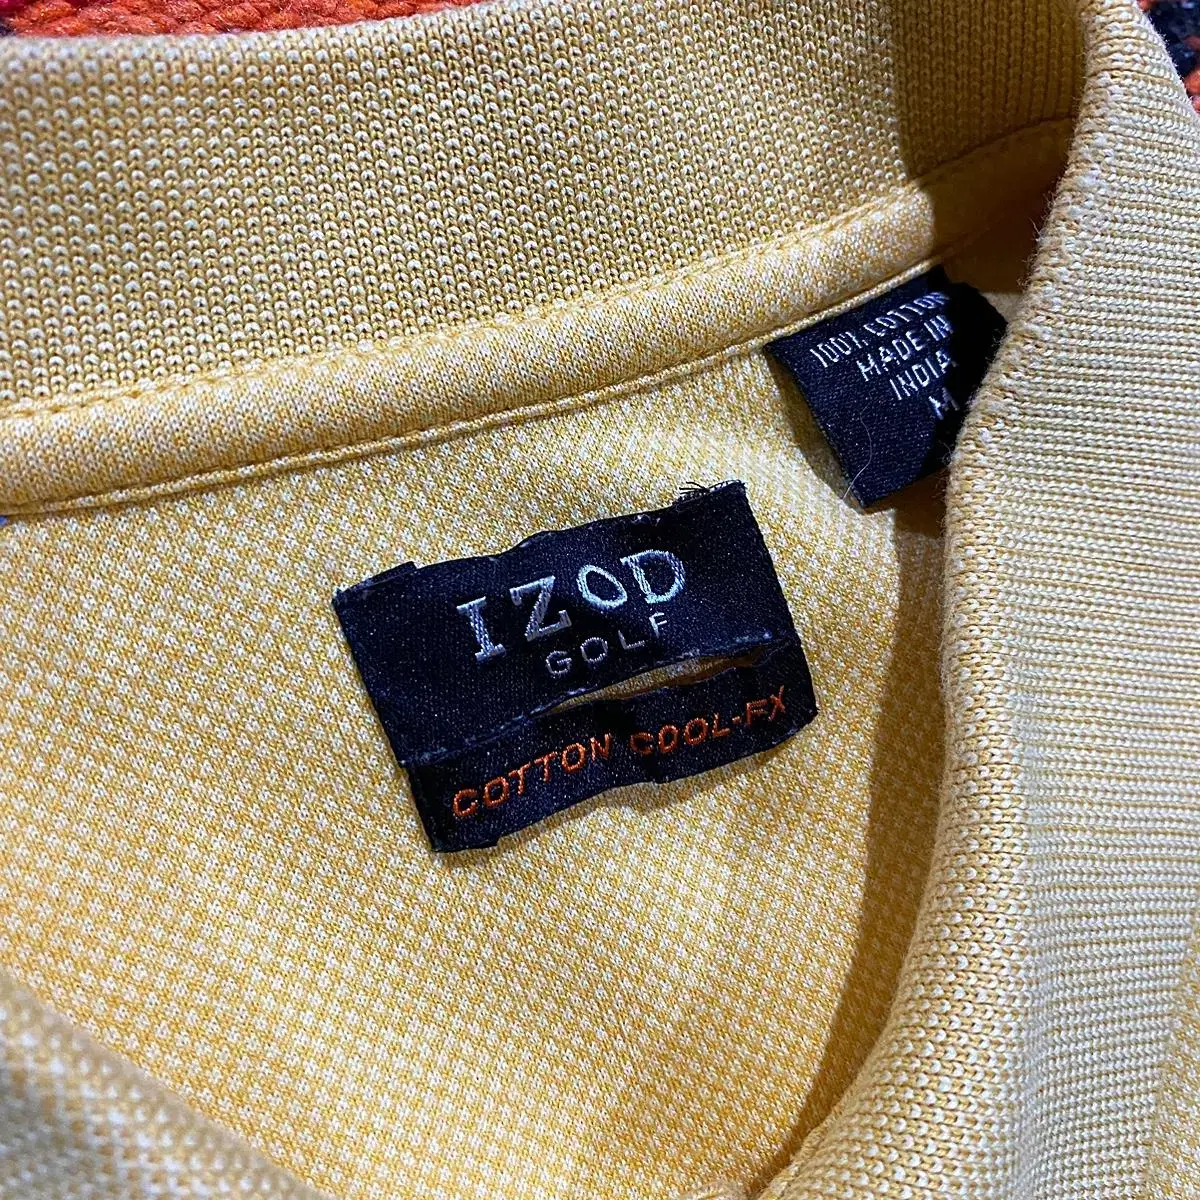 100% COTTON
MADE IN
INDIA
M
IZOD
GOLF
COTTON COOL-FX